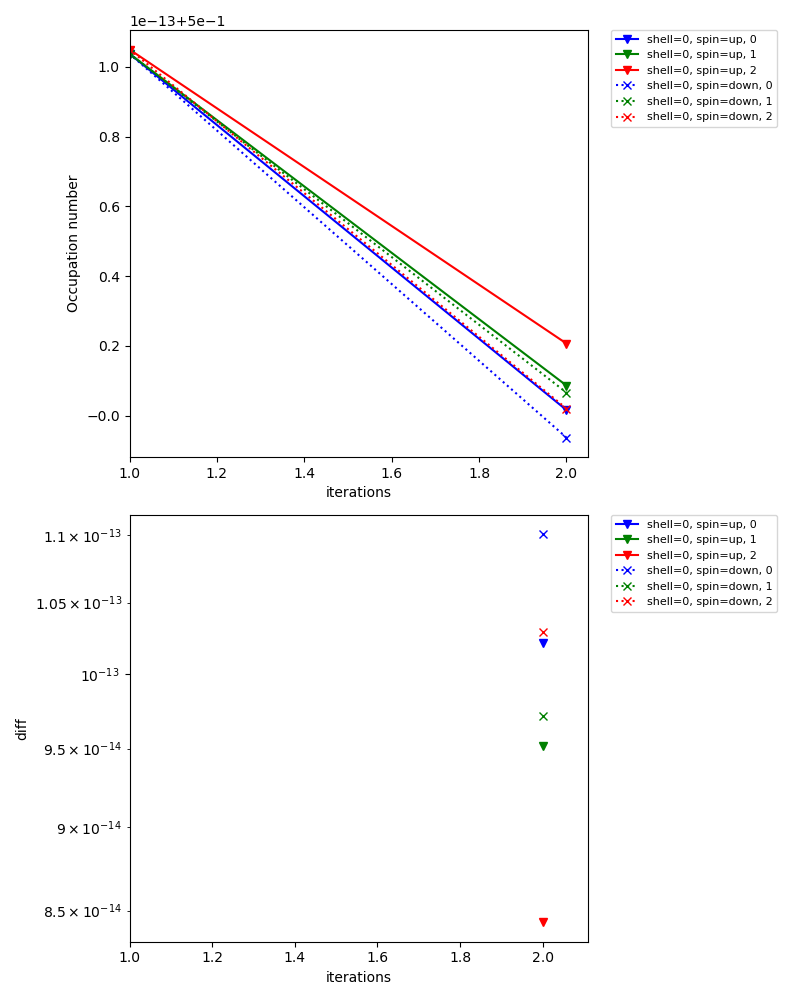 1e−13+5e−1
1.0
0.8
0.6
0.4
0.2
−0.0
Occupation number
1.0 1.2 1.4 1.6 1.8 2.0
iterations
shell=0, spin=up, 0
shell=0, spin=up, 1
shell=0, spin=up, 2
shell=0, spin=down, 0
shell=0, spin=down, 1
shell=0, spin=down, 2
1.1 × 10⁻¹³
1.05 × 10⁻¹³
10⁻¹³
9.5 × 10⁻¹⁴
9 × 10⁻¹⁴
8.5 × 10⁻¹⁴
diff
1.0 1.2 1.4 1.6 1.8 2.0
iterations
shell=0, spin=up, 0
shell=0, spin=up, 1
shell=0, spin=up, 2
shell=0, spin=down, 0
shell=0, spin=down, 1
shell=0, spin=down, 2